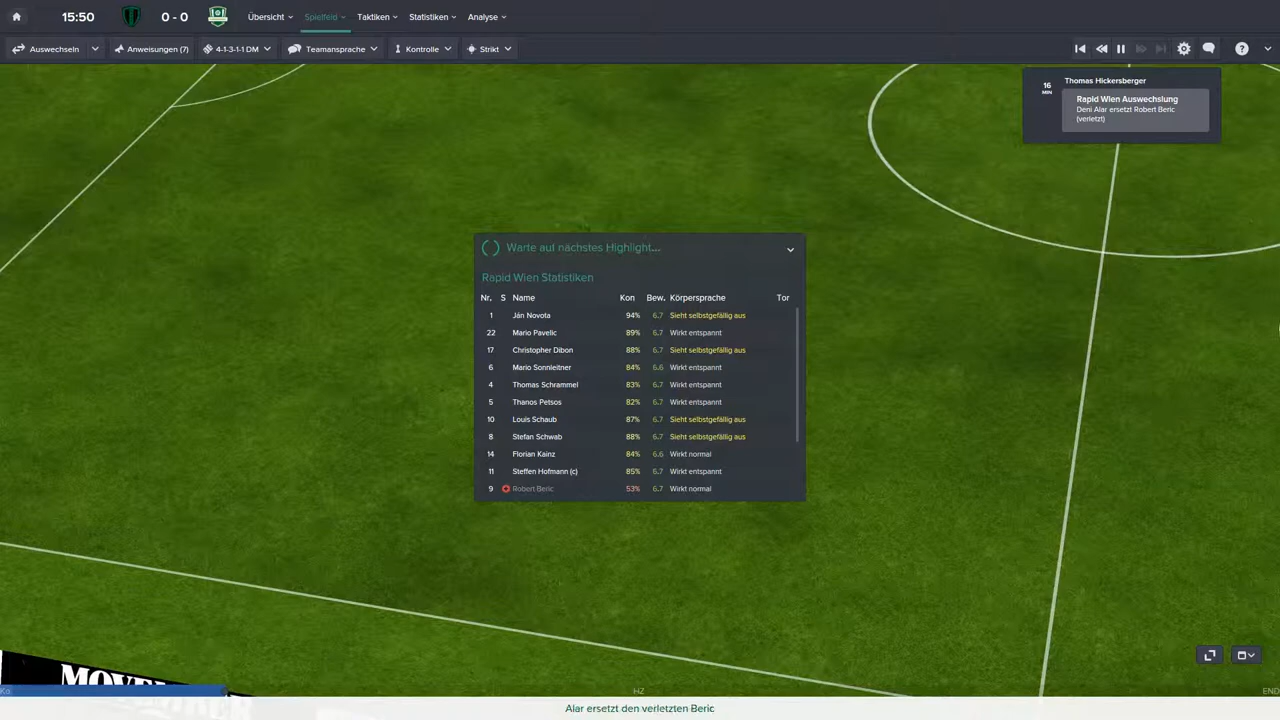 15:50 0 - 0 Übersicht Spielfeld Taktiken Statistiken Analyse
Auswechseln Anweisungen (7) 4-1-3-1-1 DM Teamansprache Kontrolle Strikt ?
16 MIN Thomas Hickersberger
Rapid Wien Auswechslung
Deni Alar ersetzt Robert Beric
(verletzt)
Warte auf nächstes Highlight...
Rapid Wien Statistiken
Nr. S Name Kon Bew. Körpersprache Tor
1 Ján Novota 94% 6.7 Sieht selbstgefällig aus
22 Mario Pavelic 89% 6.7 Wirkt entspannt
17 Christopher Dibon 88% 6.7 Sieht selbstgefällig aus
6 Mario Sonnleitner 84% 6.6 Wirkt entspannt
4 Thomas Schrammel 83% 6.7 Wirkt entspannt
5 Thanos Petsos 82% 6.7 Wirkt entspannt
10 Louis Schaub 87% 6.7 Sieht selbstgefällig aus
8 Stefan Schwab 88% 6.7 Sieht selbstgefällig aus
14 Florian Kainz 84% 6.6 Wirkt normal
11 Steffen Hofmann (c) 85% 6.7 Wirkt entspannt
9 Robert Beric 53% 6.7 Wirkt normal
Ko HZ END
Alar ersetzt den verletzten Beric